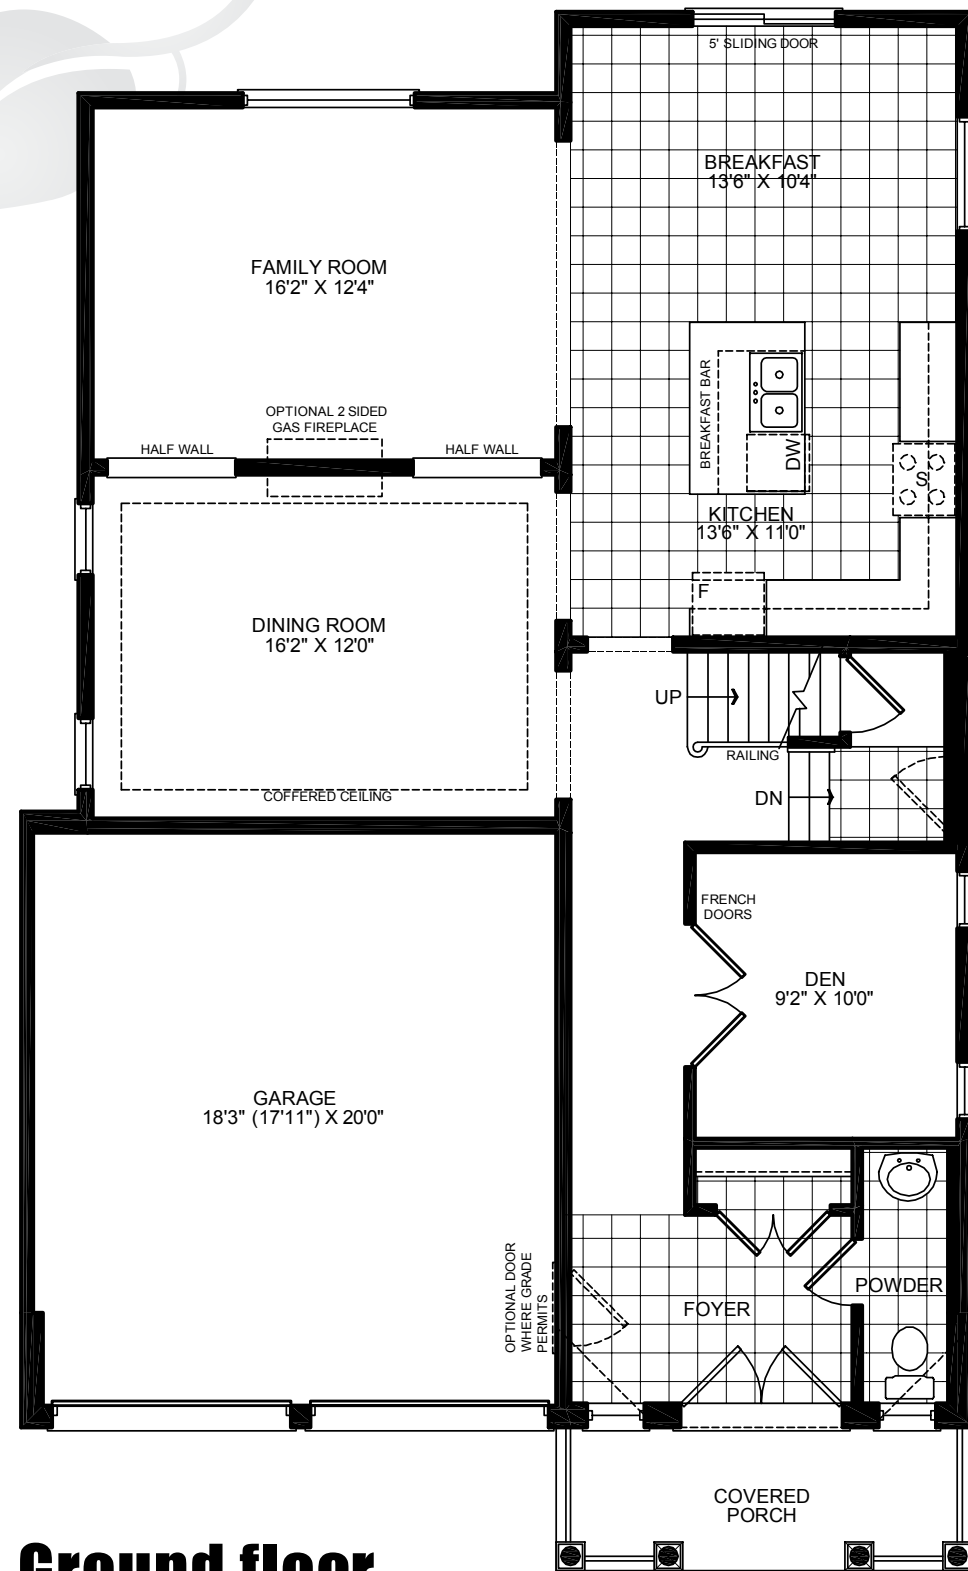 5' SLIDING DOOR
BREAKFAST
13'6" X 10'4"
FAMILY ROOM
16'2" X 12'4"
OPTIONAL 2 SIDED
GAS FIREPLACE
HALF WALL
HALF WALL
BREAKFAST BAR
DW
S
KITCHEN
13'6" X 11'0"
F
DINING ROOM
16'2" X 12'0"
COFFERED CEILING
UP
RAILING
DN
FRENCH
DOORS
DEN
9'2" X 10'0"
GARAGE
18'3" (17'11") X 20'0"
OPTIONAL DOOR
WHERE GRADE
PERMITS
FOYER
POWDER
COVERED
PORCH
Ground floor